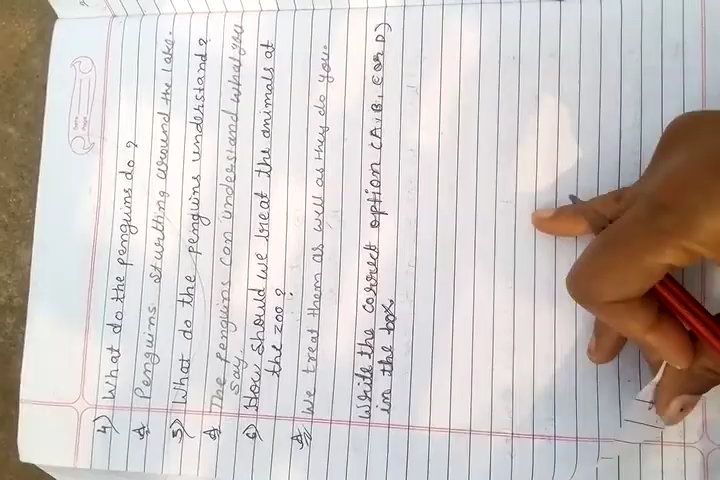 4) What do the penguins do?
A Penguins sturtting around the lake.
5) What do the penguins understand?
A The penguins can understand what you
say.
6) How should we treat the animals at
the zoo?
A We treat them as well as they do you.
Write the correct option (A, B, C or D)
in the box.